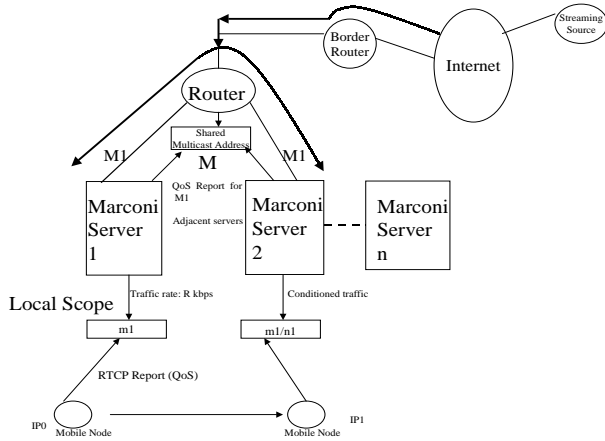 Streaming
Source
Border
Router
Internet
Router
Shared
Multicast Address
M1
M
M1
QoS Report for
M1
Adjacent servers
Marconi
Server
1
Marconi
Server
2
Marconi
Server
n
Local Scope
Traffic rate: R kbps
Conditioned traffic
m1
m1/n1
RTCP Report (QoS)
IP0
Mobile Node
IP1
Mobile Node